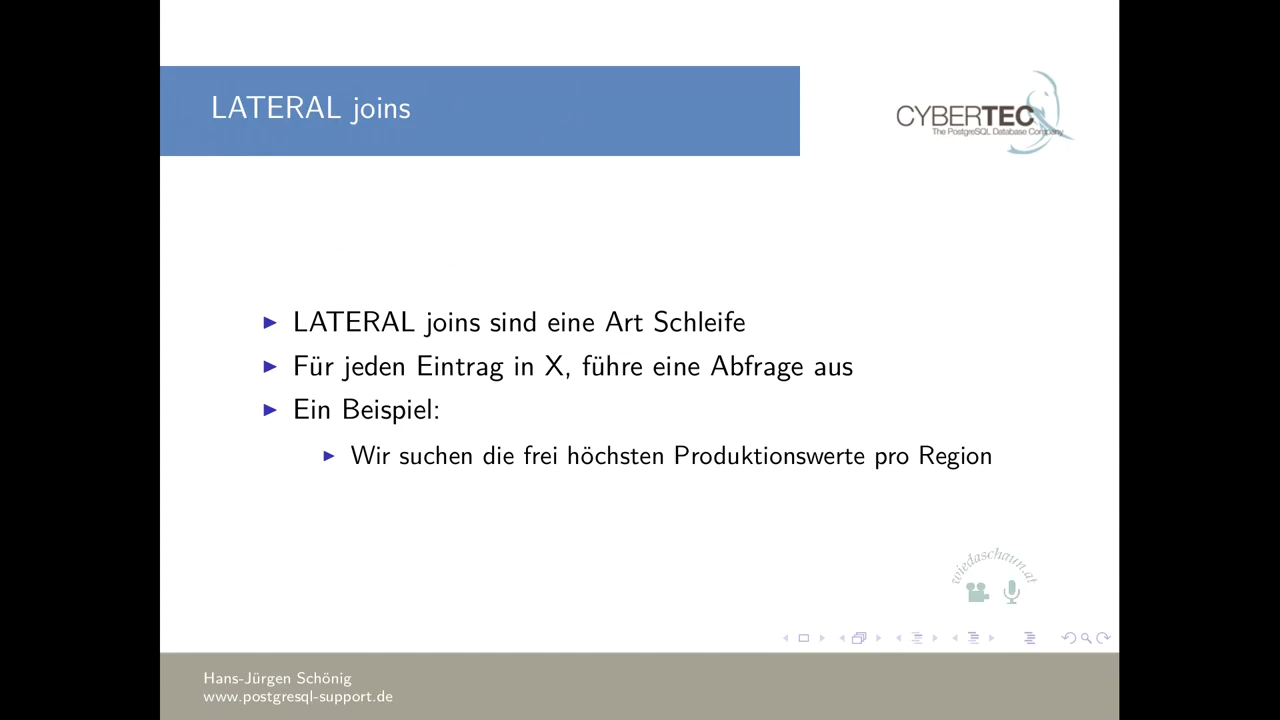 LATERAL joins
CYBERTEC
The PostgreSQL Database Company
LATERAL joins sind eine Art Schleife
Für jeden Eintrag in X, führe eine Abfrage aus
Ein Beispiel:
Wir suchen die frei höchsten Produktionswerte pro Region
wiedaschaun.at
Hans-Jürgen Schönig
www.postgresql-support.de